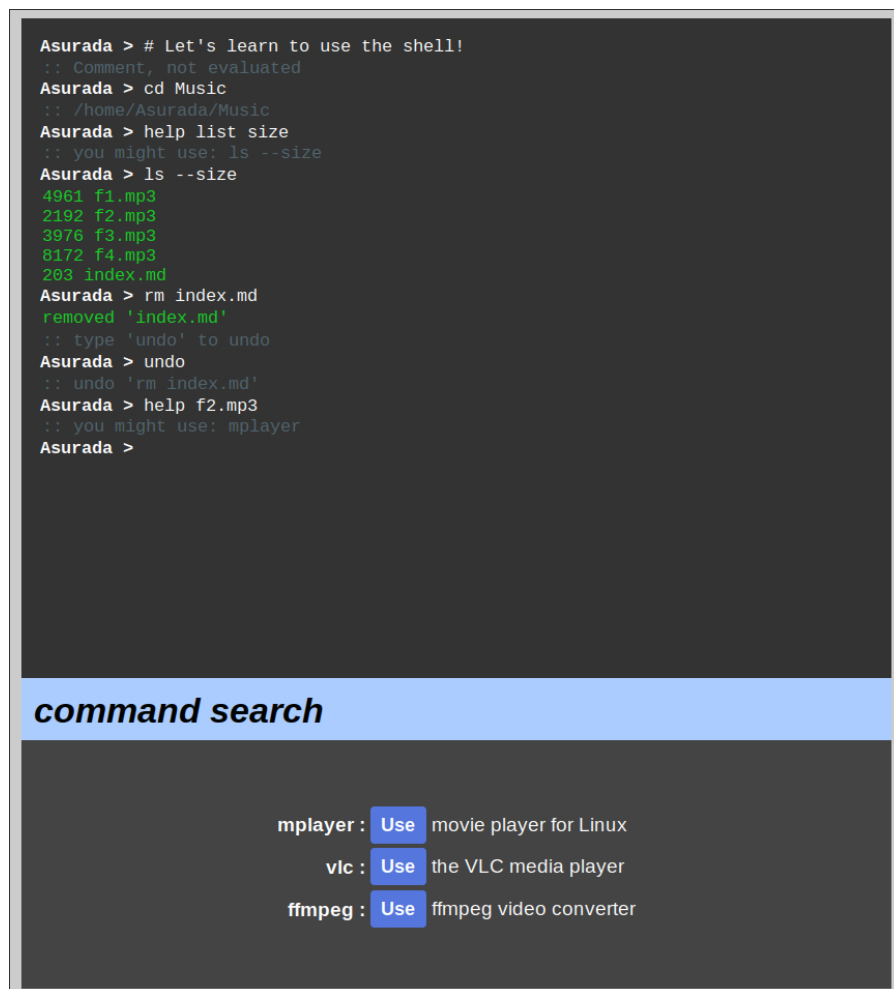 Asurada > # Let's learn to use the shell!
:: Comment, not evaluated
Asurada > cd Music
:: /home/Asurada/Music
Asurada > help list size
:: you might use: ls --size
Asurada > ls --size
4961 f1.mp3
2192 f2.mp3
3976 f3.mp3
8172 f4.mp3
203 index.md
Asurada > rm index.md
removed 'index.md'
:: type 'undo' to undo
Asurada > undo
:: undo 'rm index.md'
Asurada > help f2.mp3
:: you might use: mplayer
Asurada >
command search
mplayer : Use movie player for Linux
vlc : Use the VLC media player
ffmpeg : Use ffmpeg video converter